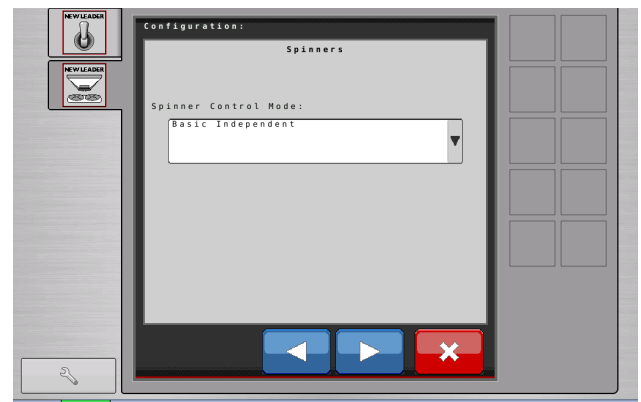 NEW LEADER
NEW LEADER
Configuration:
Spinners
Spinner Control Mode:
Basic Independent